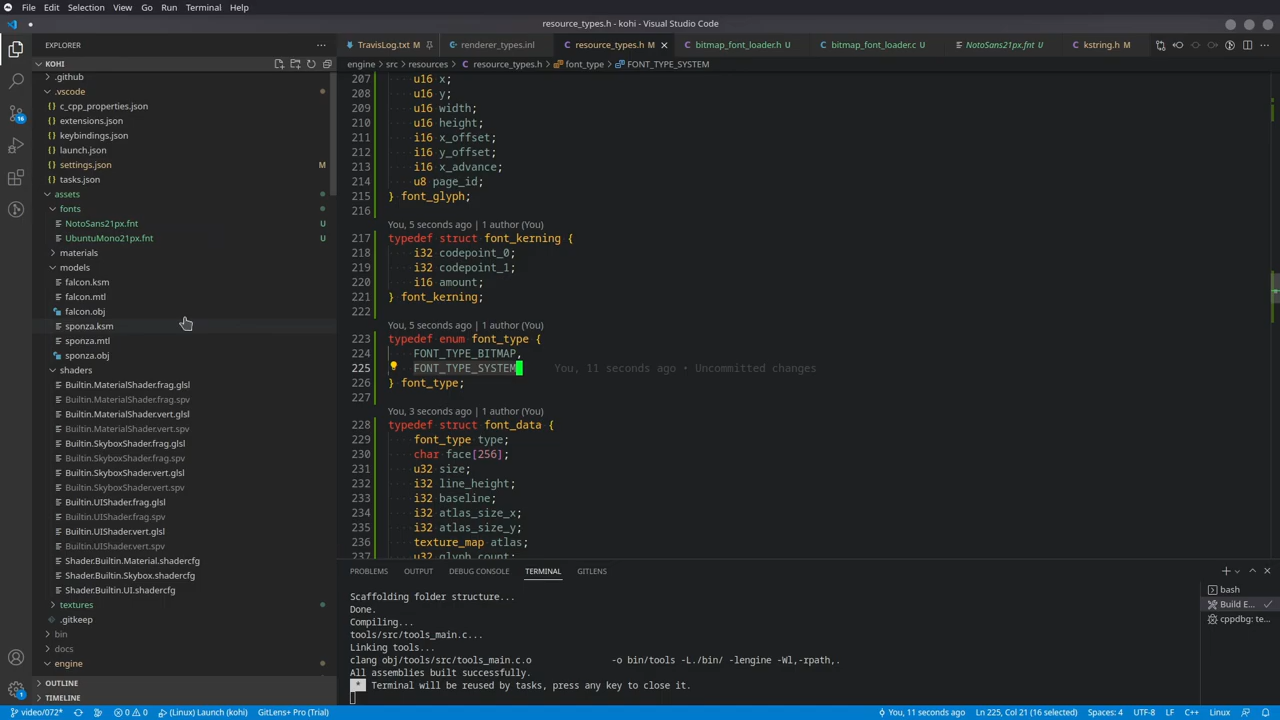 File Edit Selection View Go Run Terminal Help
resource_types.h - kohi - Visual Studio Code
EXPLORER
KOHI
.github
.vscode
c_cpp_properties.json
extensions.json
keybindings.json
launch.json
settings.json M
tasks.json
assets
fonts
NotoSans21px.fnt U
UbuntuMono21px.fnt U
materials
models
falcon.ksm
falcon.mtl
falcon.obj
sponza.ksm
sponza.mtl
sponza.obj
shaders
Builtin.MaterialShader.frag.glsl
Builtin.MaterialShader.frag.spv
Builtin.MaterialShader.vert.glsl
Builtin.MaterialShader.vert.spv
Builtin.SkyboxShader.frag.glsl
Builtin.SkyboxShader.frag.spv
Builtin.SkyboxShader.vert.glsl
Builtin.SkyboxShader.vert.spv
Builtin.UIShader.frag.glsl
Builtin.UIShader.frag.spv
Builtin.UIShader.vert.glsl
Builtin.UIShader.vert.spv
Shader.Builtin.Material.shadercfg
Shader.Builtin.Skybox.shadercfg
Shader.Builtin.UI.shadercfg
textures
.gitkeep
bin
docs
engine
OUTLINE
TIMELINE
16
1
TravisLog.txt M renderer_types.inl resource_types.h M bitmap_font_loader.h U bitmap_font_loader.c U NotoSans21px.fnt U kstring.h M
engine > src > resources > resource_types.h > font_type > FONT_TYPE_SYSTEM
207 u16 x;
208 u16 y;
209 u16 width;
210 u16 height;
211 i16 x_offset;
212 i16 y_offset;
213 i16 x_advance;
214 u8 page_id;
215 } font_glyph;
216
You, 5 seconds ago | 1 author (You)
217 typedef struct font_kerning {
218 i32 codepoint_0;
219 i32 codepoint_1;
220 i16 amount;
221 } font_kerning;
222
You, 5 seconds ago | 1 author (You)
223 typedef enum font_type {
224 FONT_TYPE_BITMAP,
225 FONT_TYPE_SYSTEM You, 11 seconds ago • Uncommitted changes
226 } font_type;
227
You, 3 seconds ago | 1 author (You)
228 typedef struct font_data {
229 font_type type;
230 char face[256];
231 u32 size;
232 i32 line_height;
233 i32 baseline;
234 i32 atlas_size_x;
235 i32 atlas_size_y;
236 texture_map atlas;
237 u32 glyph_count;
PROBLEMS OUTPUT DEBUG CONSOLE TERMINAL GITLENS
Scaffolding folder structure...
Done.
Compiling...
tools/src/tools_main.c...
Linking tools...
clang obj/tools/src/tools_main.c.o -o bin/tools -L./bin/ -lengine -Wl,-rpath,.
All assemblies built successfully.
* Terminal will be reused by tasks, press any key to close it.
bash
Build E...
cppdbg: te...
video/072* 0 0 (Linux) Launch (kohi) GitLens+ Pro (Trial) You, 11 seconds ago Ln 225, Col 21 (16 selected) Spaces: 4 UTF-8 LF C++ Linux